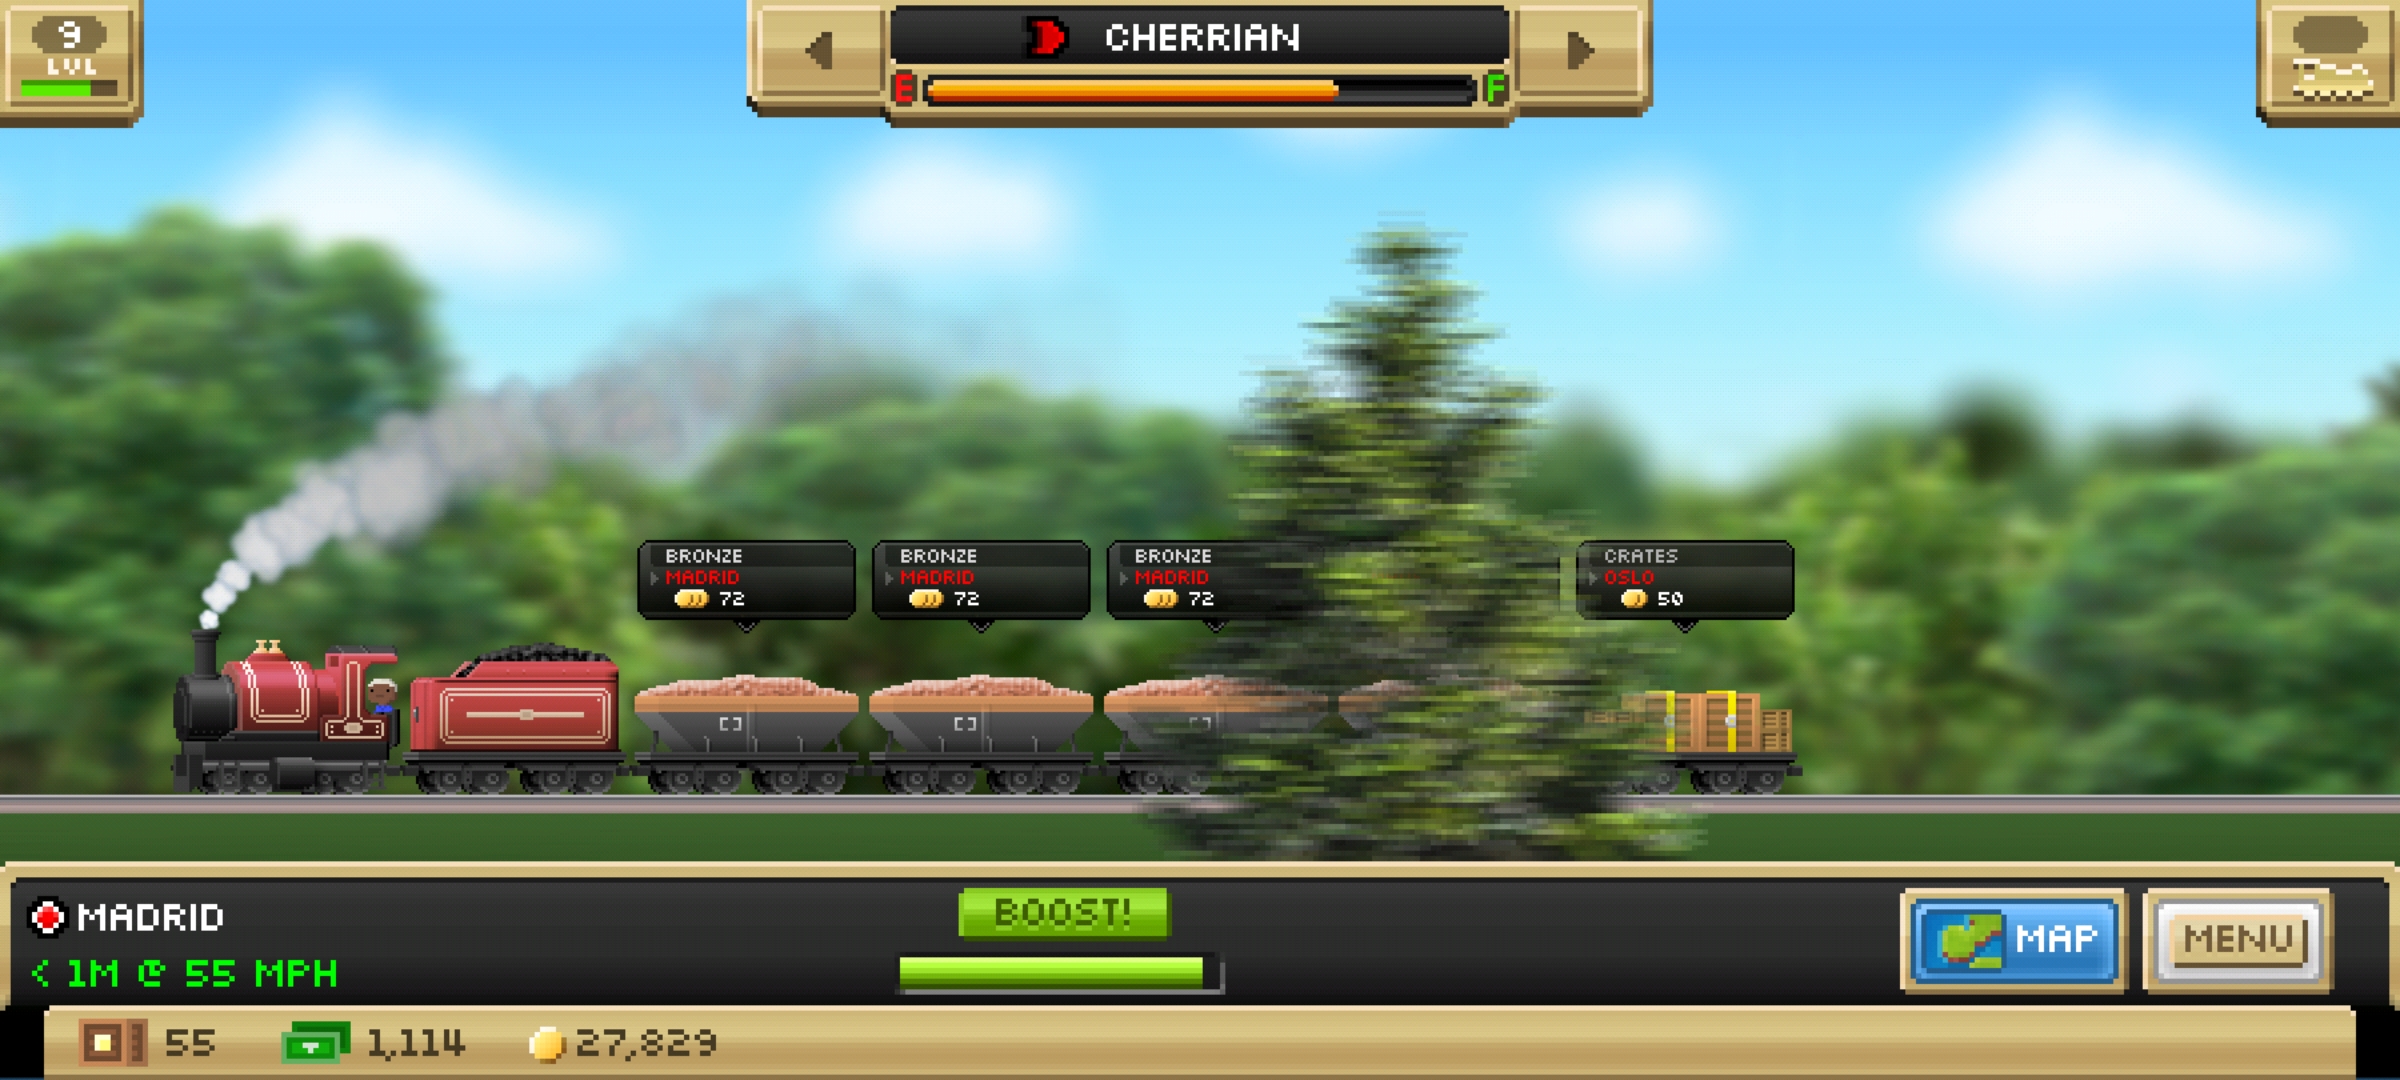 9
LVL
CHERRIAN
E
F
BRONZE
MADRID
72
BRONZE
MADRID
72
BRONZE
MADRID
72
CRATES
OSLO
50
MADRID
< 1M @ 55 MPH
BOOST!
MAP
MENU
55
1,114
27,829